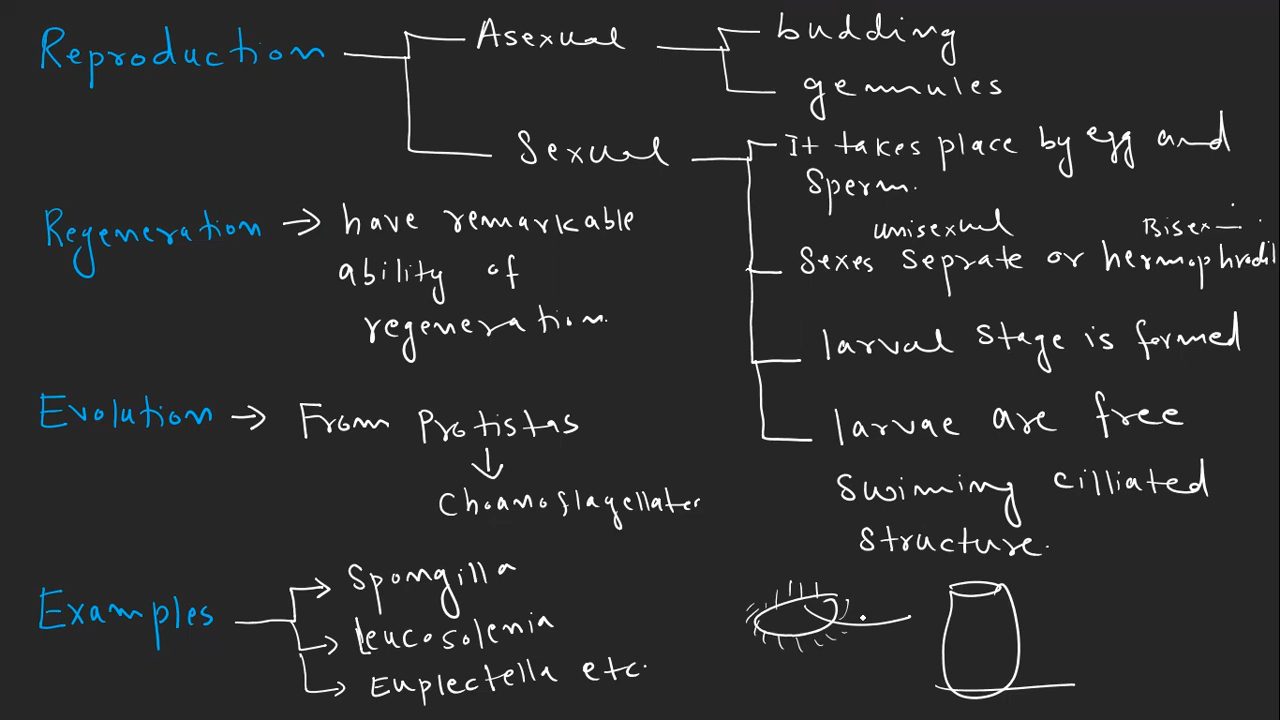 Reproduction
Asexual
budding
gemmules
Sexual
It takes place by egg and
Sperm.
unisexual
Sexes Seprate or
Larval Stage is formed
larvae are free
Swiming cilliated
Structure.
Regeneration → have remarkable
ability of
regeneration.
Evolution → From Protistas
↓
Examples
Spongilla
Leucosolenia
Euplectella etc.